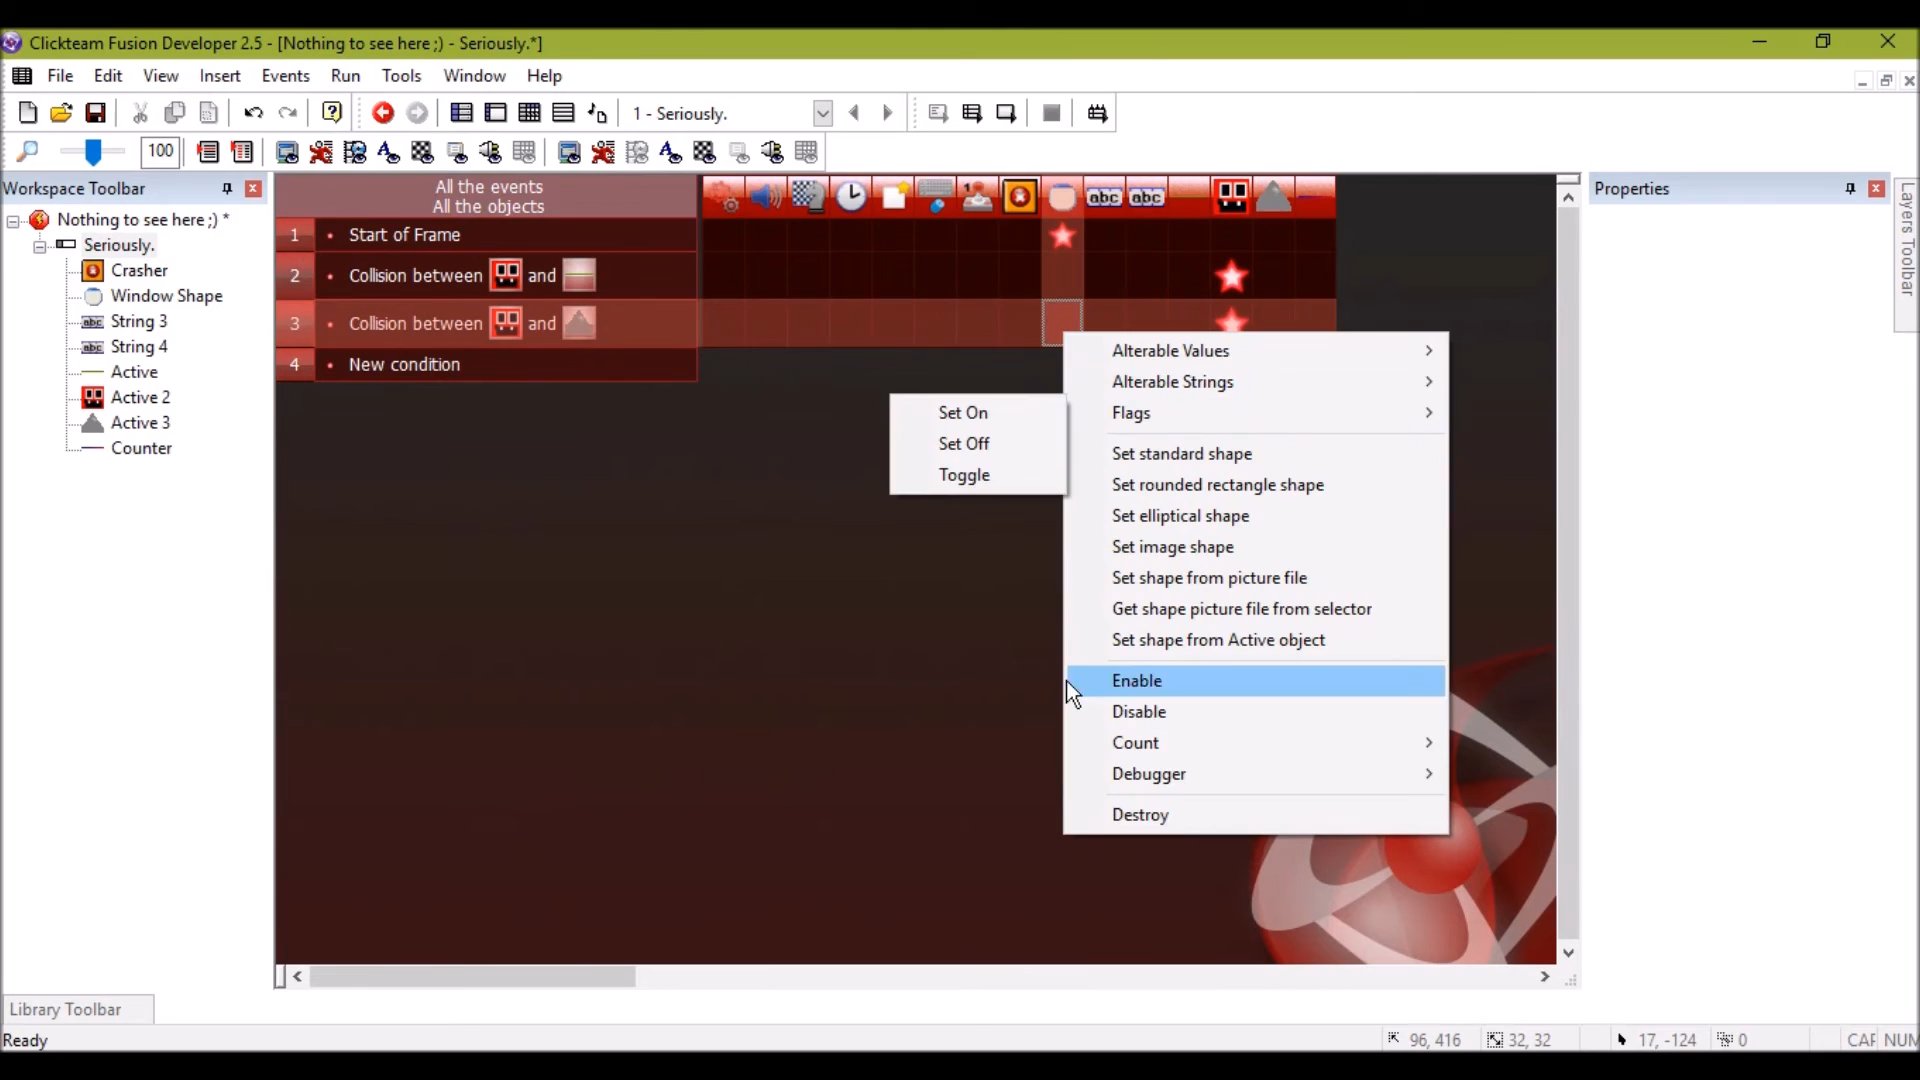 Clickteam Fusion Developer 2.5 - [Nothing to see here ;) - Seriously.*]
File Edit View Insert Events Run Tools Window Help
1 - Seriously.
100
Workspace Toolbar
Nothing to see here ;) *
Seriously.
Crasher
Window Shape
abc String 3
abc String 4
Active
Active 2
Active 3
Counter
All the events
All the objects
abc abc
1 • Start of Frame
2 • Collision between and
3 • Collision between and
4 • New condition
Set On
Set Off
Toggle
Alterable Values
Alterable Strings
Flags
Set standard shape
Set rounded rectangle shape
Set elliptical shape
Set image shape
Set shape from picture file
Get shape picture file from selector
Set shape from Active object
Enable
Disable
Count
Debugger
Destroy
Properties
Layers Toolbar
Library Toolbar
Ready
96, 416 32, 32 17, -124 0 CAP NUM